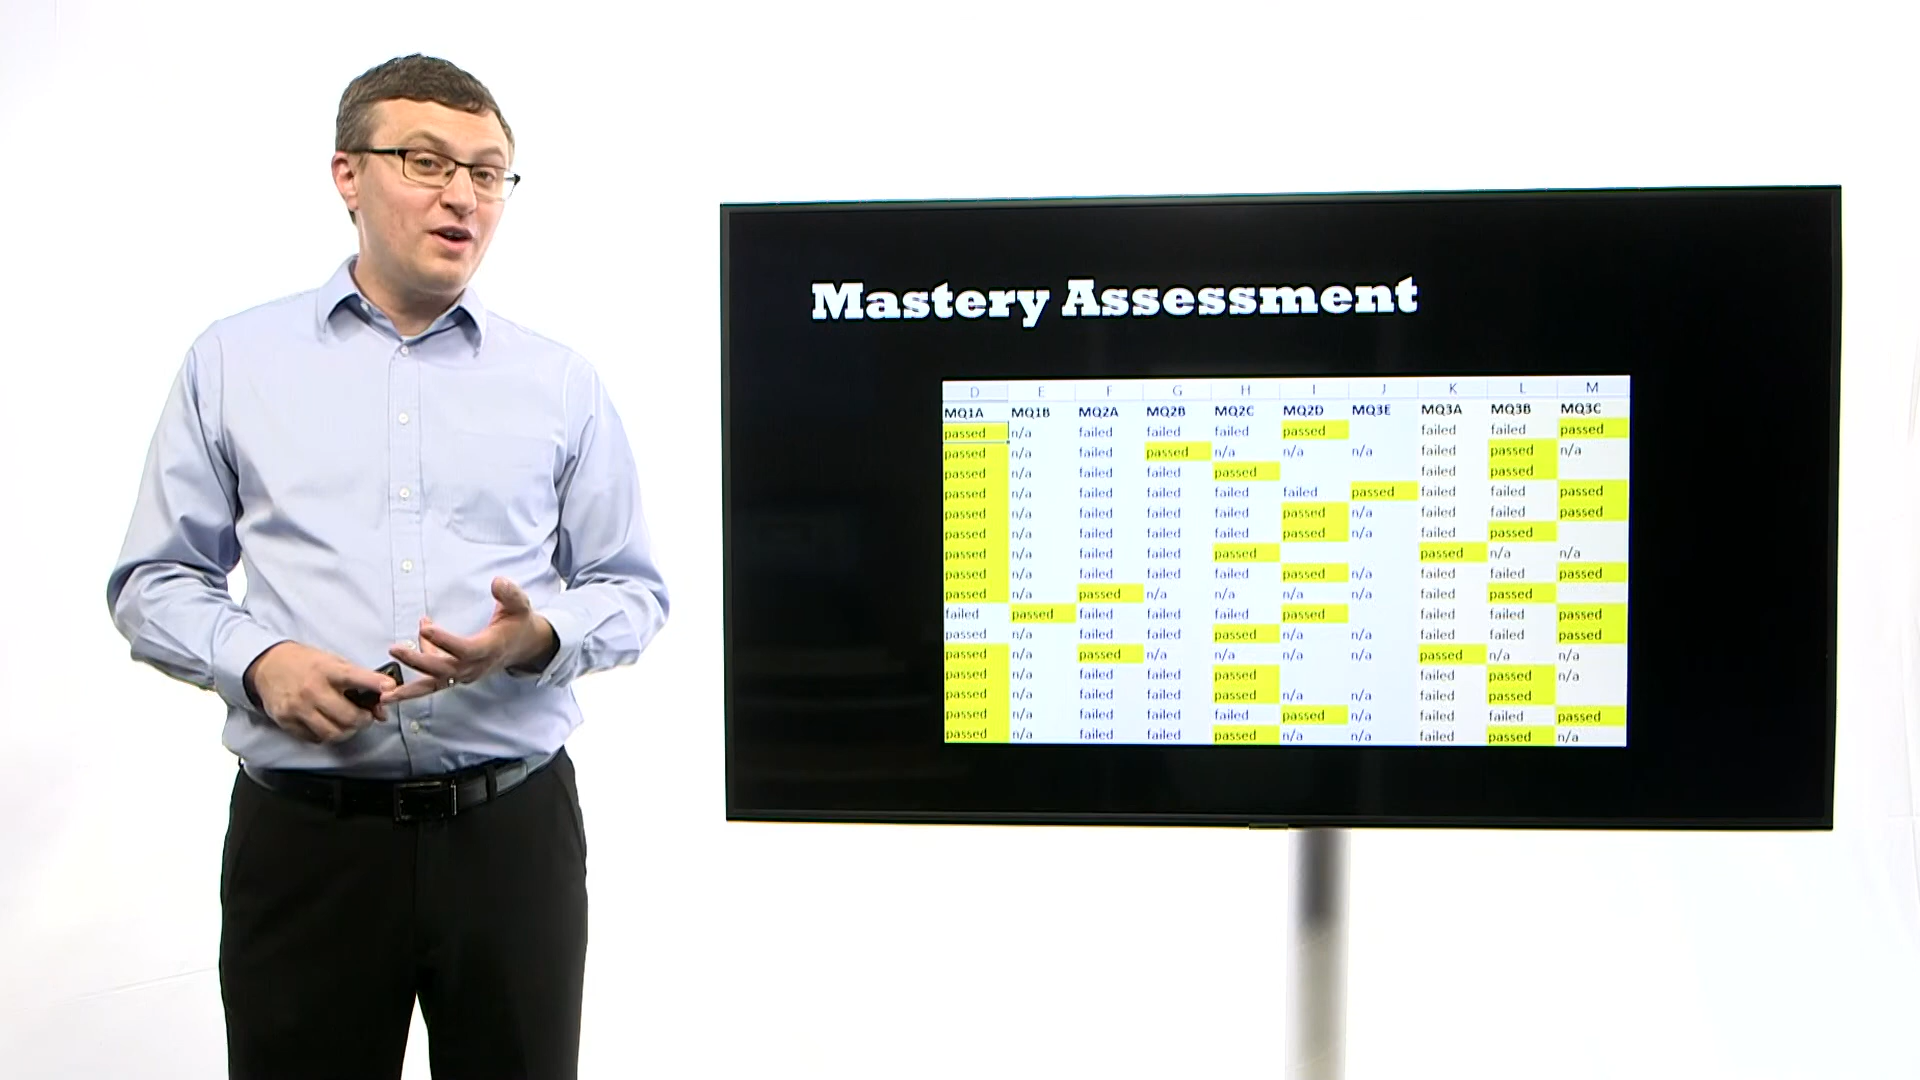 Mastery Assessment
D E F G H I J K L M
MQ1A MQ1B MQ2A MQ2B MQ2C MQ2D MQ3E MQ3A MQ3B MQ3C
passed n/a failed failed failed passed failed failed passed
passed n/a failed passed n/a n/a n/a failed passed n/a
passed n/a failed failed passed failed passed
passed n/a failed failed failed failed passed failed failed passed
passed n/a failed failed failed passed n/a failed failed passed
passed n/a failed failed failed passed n/a failed passed
passed n/a failed failed passed passed n/a n/a
passed n/a failed failed failed passed n/a failed failed passed
passed n/a passed n/a n/a n/a n/a failed passed
failed passed failed failed failed passed failed failed passed
passed n/a failed failed passed n/a n/a failed failed passed
passed n/a passed n/a n/a n/a n/a passed n/a n/a
passed n/a failed failed passed failed passed n/a
passed n/a failed failed passed n/a n/a failed passed
passed n/a failed failed failed passed n/a failed failed passed
passed n/a failed failed passed n/a n/a failed passed n/a